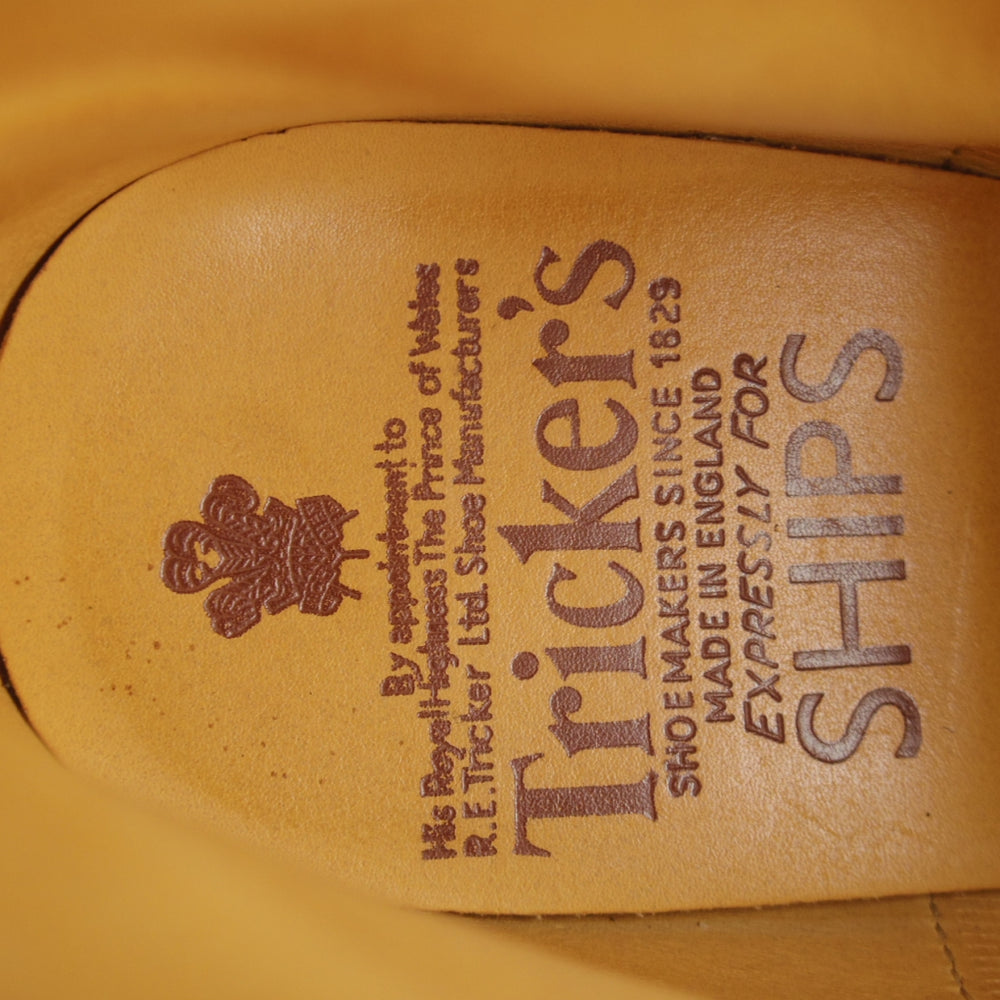 By appointment to
His Royal Highness The Prince of Wales
R.E.Tricker Ltd. Shoe Manufacturers
Tricker's
SHOEMAKERS SINCE 1829
MADE IN ENGLAND
EXPRESSLY FOR
SHIPS